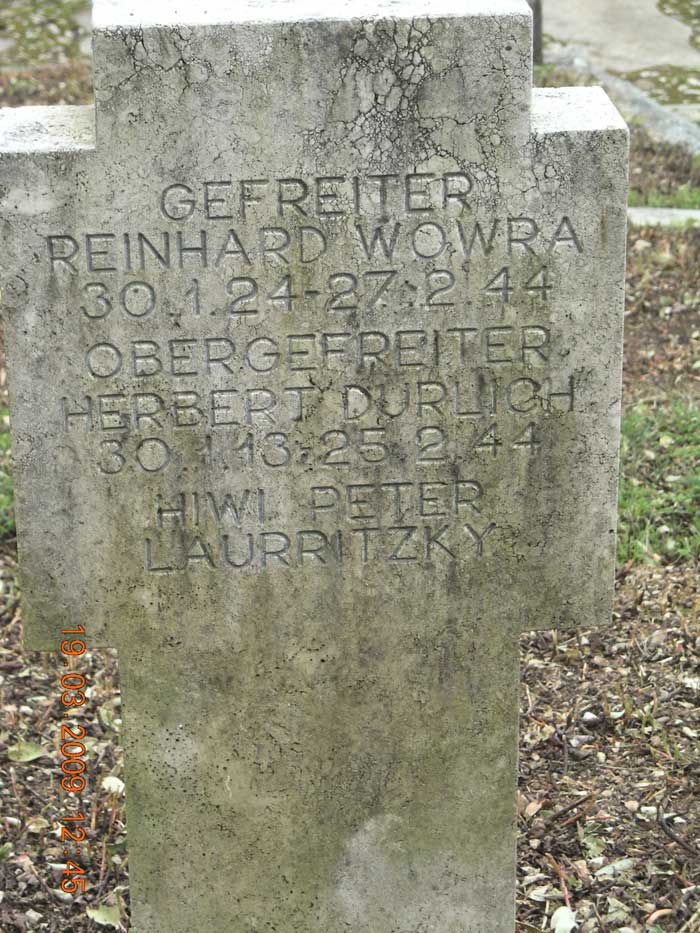 GEFREITER
REINHARD WOWRA
30.1.24-27.2.44
OBERGEFREITER
HERBERT DURLICH
30.1.13-25.2.44
HIWI PETER
LAURRITZKY
19.03.2009 12:45